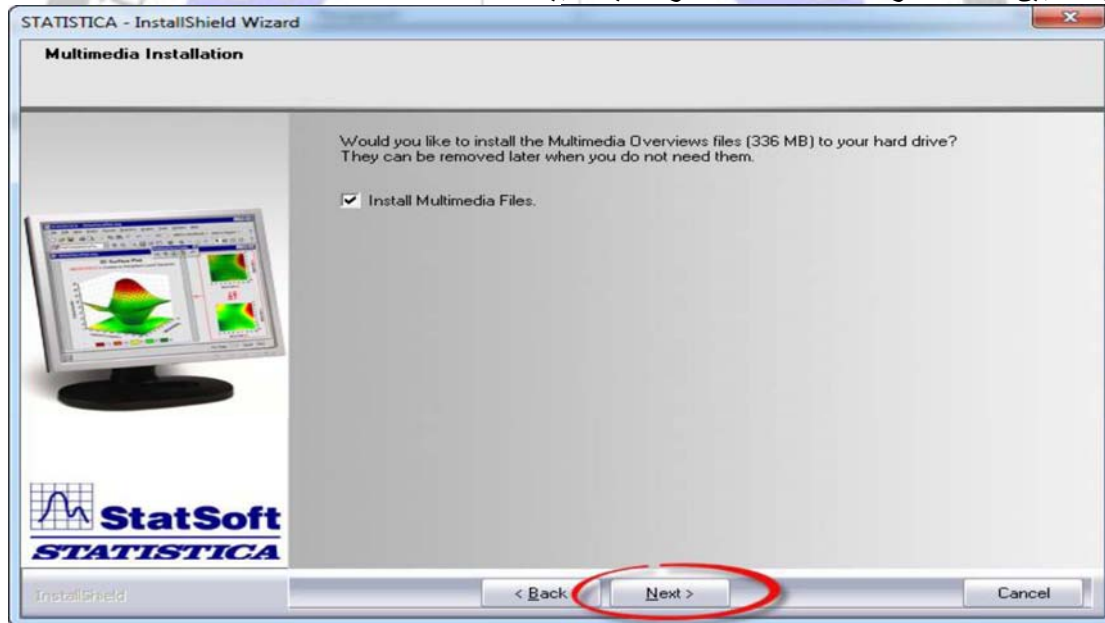 STATISTICA - InstallShield Wizard
Multimedia Installation
Would you like to install the Multimedia Overviews files (336 MB) to your hard drive?
They can be removed later when you do not need them.
Install Multimedia Files.
StatSoft
STATISTICA
InstallShield
< Back
Next >
Cancel